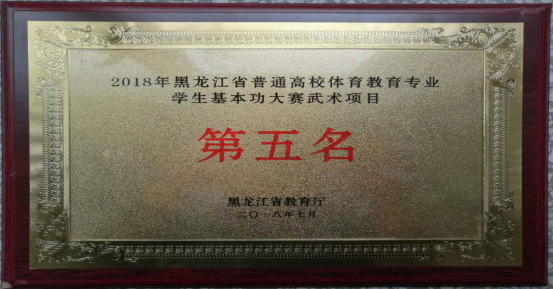 2018年黑龙江省普通高校体育教育专业
学生基本功大赛武术项目
第五名
黑龙江省教育厅
二〇一八年七月